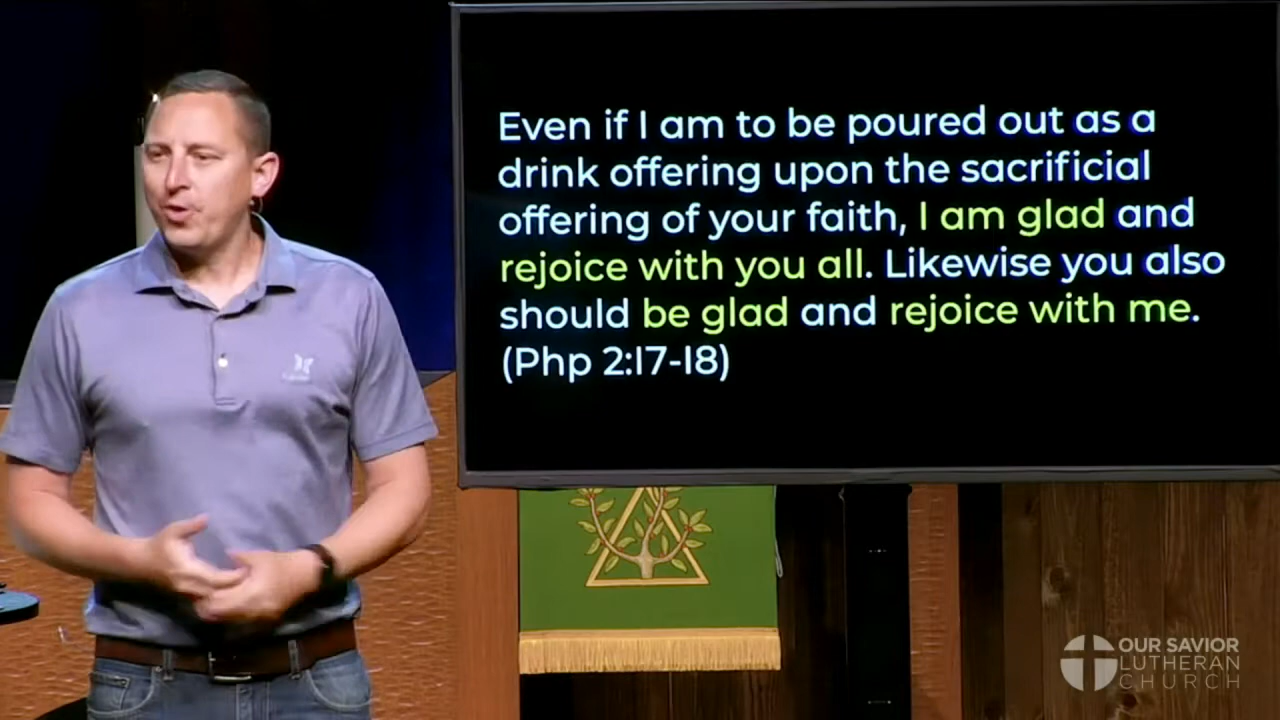 Even if I am to be poured out as a
drink offering upon the sacrificial
offering of your faith, I am glad and
rejoice with you all. Likewise you also
should be glad and rejoice with me.
(Php 2:17-18)
OUR SAVIOR
LUTHERAN
CHURCH